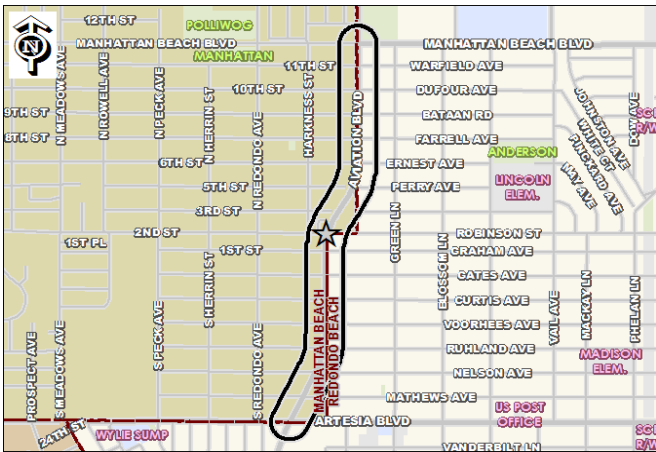 12TH ST
POLLIWOG
N
MANHATTAN BEACH BLVD
MANHATTAN BEACH BLVD
MANHATTAN
11TH ST
WARFIELD AVE
N MEADOWS AVE
N ROWELL AVE
N PECK AVE
10TH ST
DUFOUR AVE
N HERRIN ST
HARKNESS ST
AVIATION BLVD
JOHNSTON AVE
DOW AVE
9TH ST
BATAAN RD
WHITE CT
N REDONDO AVE
8TH ST
FARRELL AVE
PINCKARD AVE
ANDERSON
6TH ST
ERNEST AVE
MAY AVE
5TH ST
PERRY AVE
LINCOLN
ELEM.
3RD ST
GREEN LN
2ND ST
ROBINSON ST
1ST PL
1ST ST
GRAHAM AVE
BLOSSOM LN
S HERRIN ST
GATES AVE
CURTIS AVE
VAIL AVE
MACKAY LN
PHELAN LN
PROSPECT AVE
S MEADOWS AVE
S PECK AVE
S REDONDO AVE
MANHATTAN BEACH
REDONDO BEACH
VOORHEES AVE
RUHLAND AVE
MADISON
ELEM.
NELSON AVE
MATHEWS AVE
US POST
OFFICE
ARTESIA BLVD
24TH ST
WYLIE SUMP
VANDERBILT LN
R/W
R/W